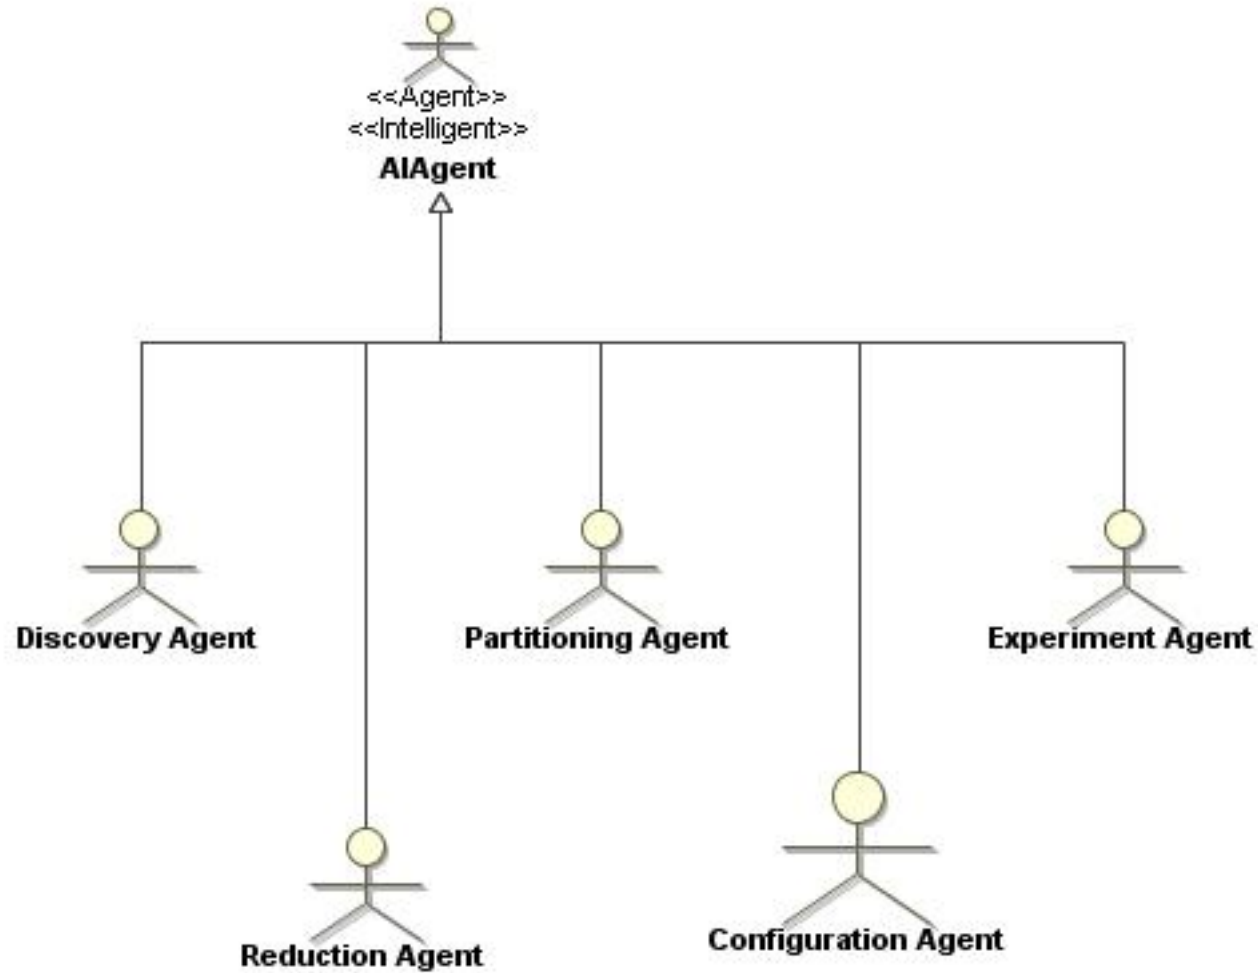 <<Agent>>
<<Intelligent>>
AIAgent
Discovery Agent
Partitioning Agent
Experiment Agent
Reduction Agent
Configuration Agent